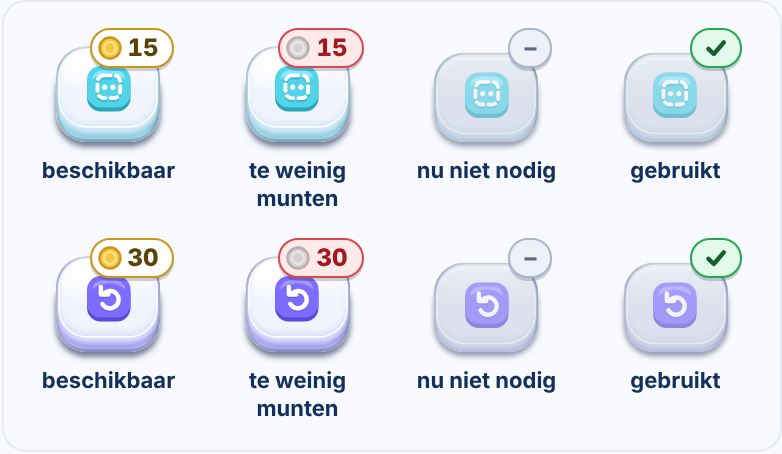 15 15 –
beschikbaar te weinig nu niet nodig gebruikt
munten
30 30 –
beschikbaar te weinig nu niet nodig gebruikt
munten